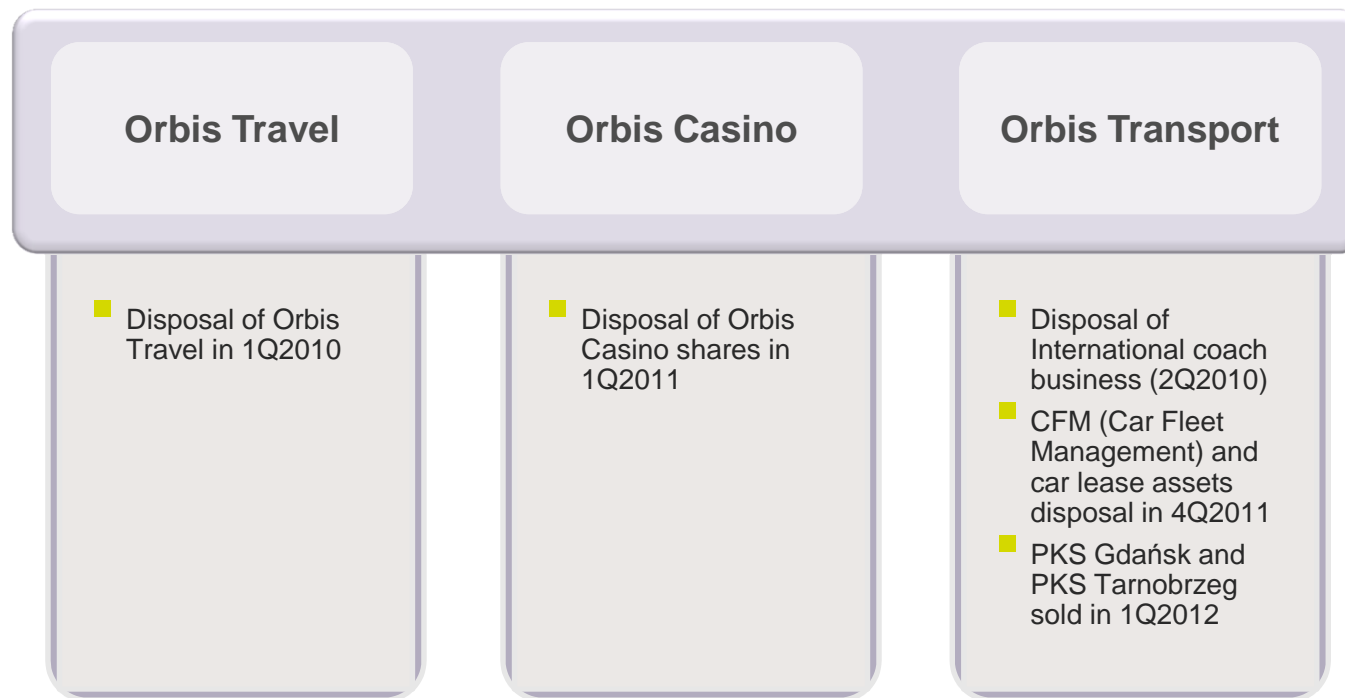 Orbis Travel
Orbis Casino
Orbis Transport
Disposal of Orbis
Travel in 1Q2010
Disposal of Orbis
Casino shares in
1Q2011
Disposal of
International coach
business (2Q2010)
CFM (Car Fleet
Management) and
car lease assets
disposal in 4Q2011
PKS Gdańsk and
PKS Tarnobrzeg
sold in 1Q2012